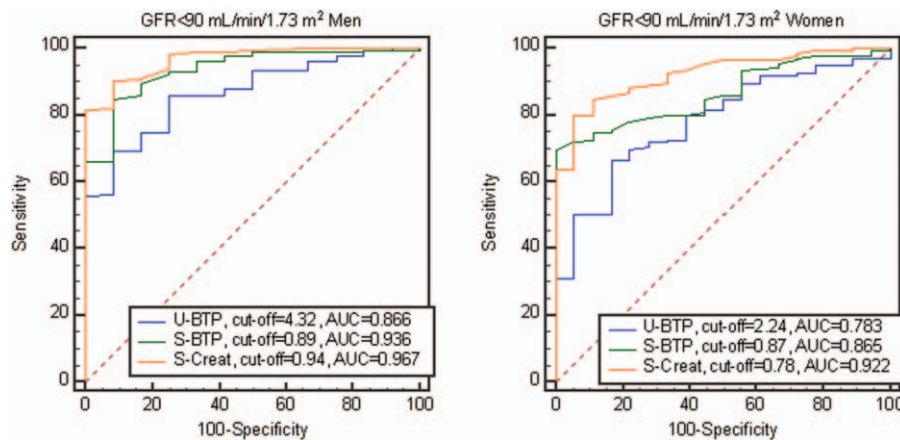 GFR<90 mL/min/1.73 m² Men
Sensitivity
100
80
60
40
20
0
U-BTP, cut-off=4.32, AUC=0.866
S-BTP, cut-off=0.89, AUC=0.936
S-Creat, cut-off=0.94, AUC=0.967
0 20 40 60 80 100
100-Specificity
GFR<90 mL/min/1.73 m² Women
Sensitivity
100
80
60
40
20
0
U-BTP, cut-off=2.24, AUC=0.783
S-BTP, cut-off=0.87, AUC=0.865
S-Creat, cut-off=0.78, AUC=0.922
0 20 40 60 80 100
100-Specificity